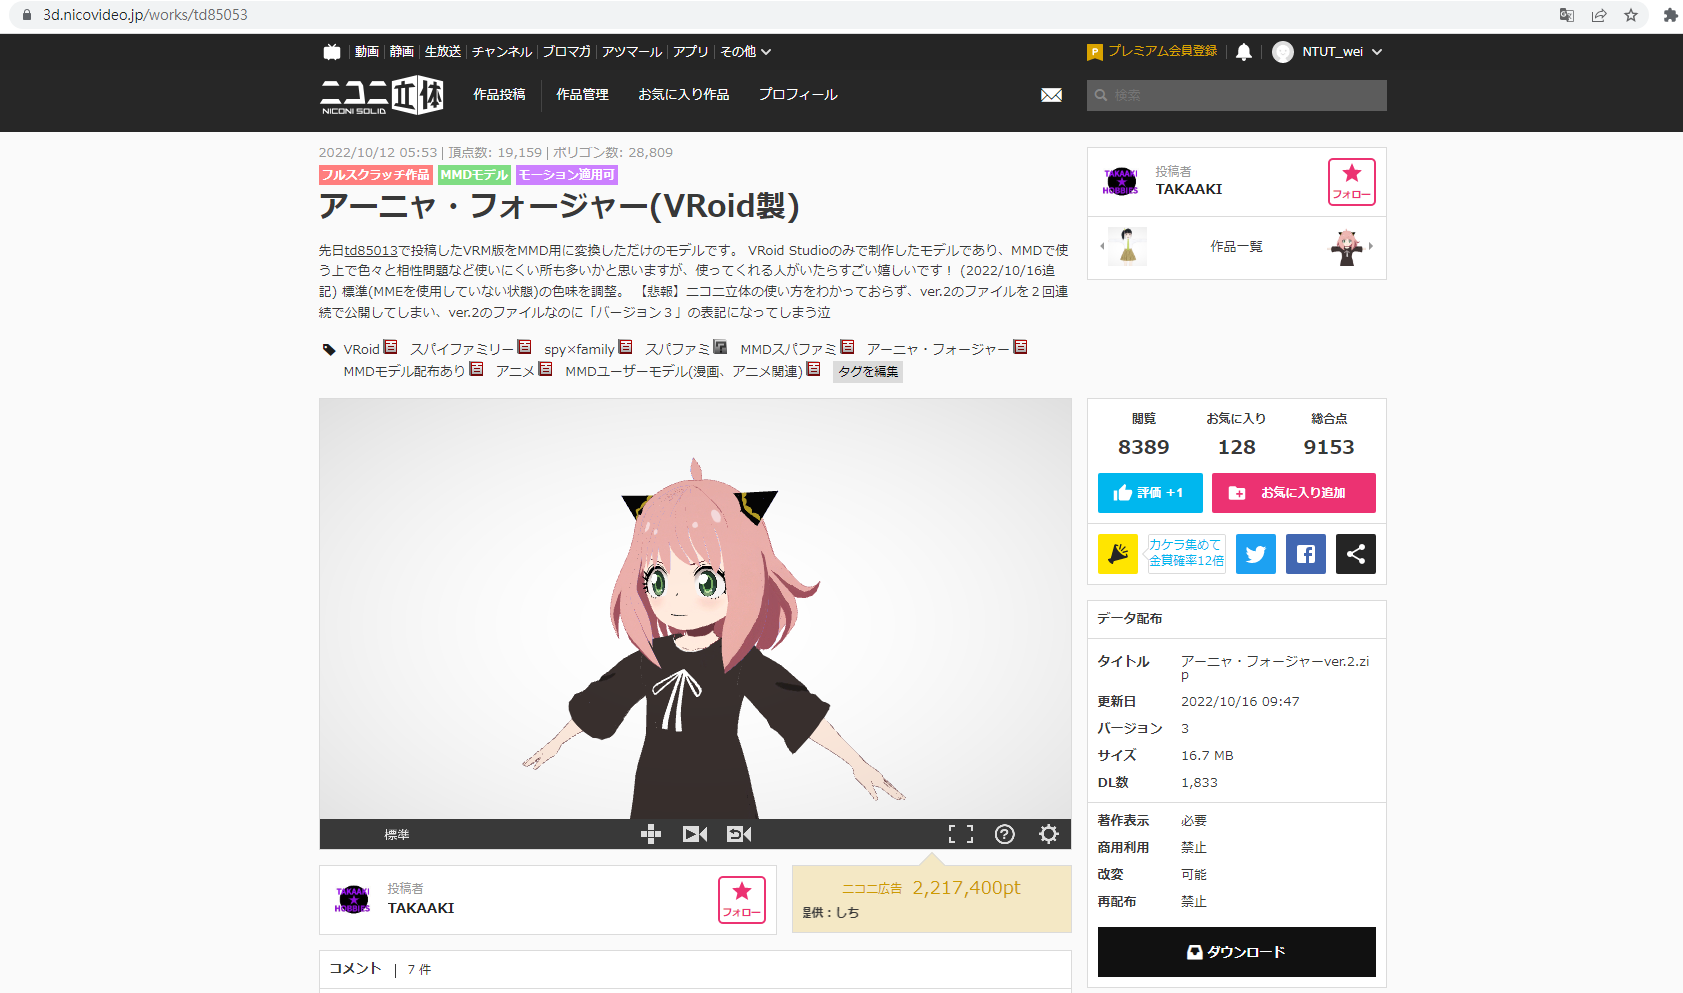 3d.nicovideo.jp/works/td85053
動画 静画 生放送 チャンネル ブロマガ アツマール アプリ その他
プレミアム会員登録
NTUT_wei
ニコニ立体
NICONI SOLID
作品投稿 作品管理 お気に入り作品 プロフィール
検索
2022/10/12 05:53 | 頂点数: 19,159 | ポリゴン数: 28,809
フルスクラッチ作品 MMDモデル モーション適用可
アーニャ・フォージャー(VRoid製)
先日td85013で投稿したVRM版をMMD用に変換しただけのモデルです。 VRoid Studioのみで制作したモデルであり、MMDで使
う上で色々と相性問題など使いにくい所も多いかと思いますが、使ってくれる人がいたらすごい嬉しいです！ (2022/10/16追
記) 標準(MMEを使用していない状態)の色味を調整。 【悲報】ニコニ立体の使い方をわかっておらず、ver.2のファイルを２回連
続で公開してしまい、ver.2のファイルなのに「バージョン３」の表記になってしまう泣
VRoid スパイファミリー spy×family スパファミ MMDスパファミ アーニャ・フォージャー
MMDモデル配布あり アニメ MMDユーザーモデル(漫画、アニメ関連) タグを編集
TAKAAKI
HOBBIES
投稿者
TAKAAKI
フォロー
作品一覧
標準
閲覧 お気に入り 総合点
8389 128 9153
評価 +1
お気に入り追加
カケラ集めて
金賞確率12倍
データ配布
タイトル アーニャ・フォージャーver.2.zi
p
更新日 2022/10/16 09:47
バージョン 3
サイズ 16.7 MB
DL数 1,833
著作表示 必要
商用利用 禁止
改変 可能
再配布 禁止
ダウンロード
TAKAAKI
HOBBIES
投稿者
TAKAAKI
フォロー
ニコニ広告 2,217,400pt
提供：しち
コメント | 7 件